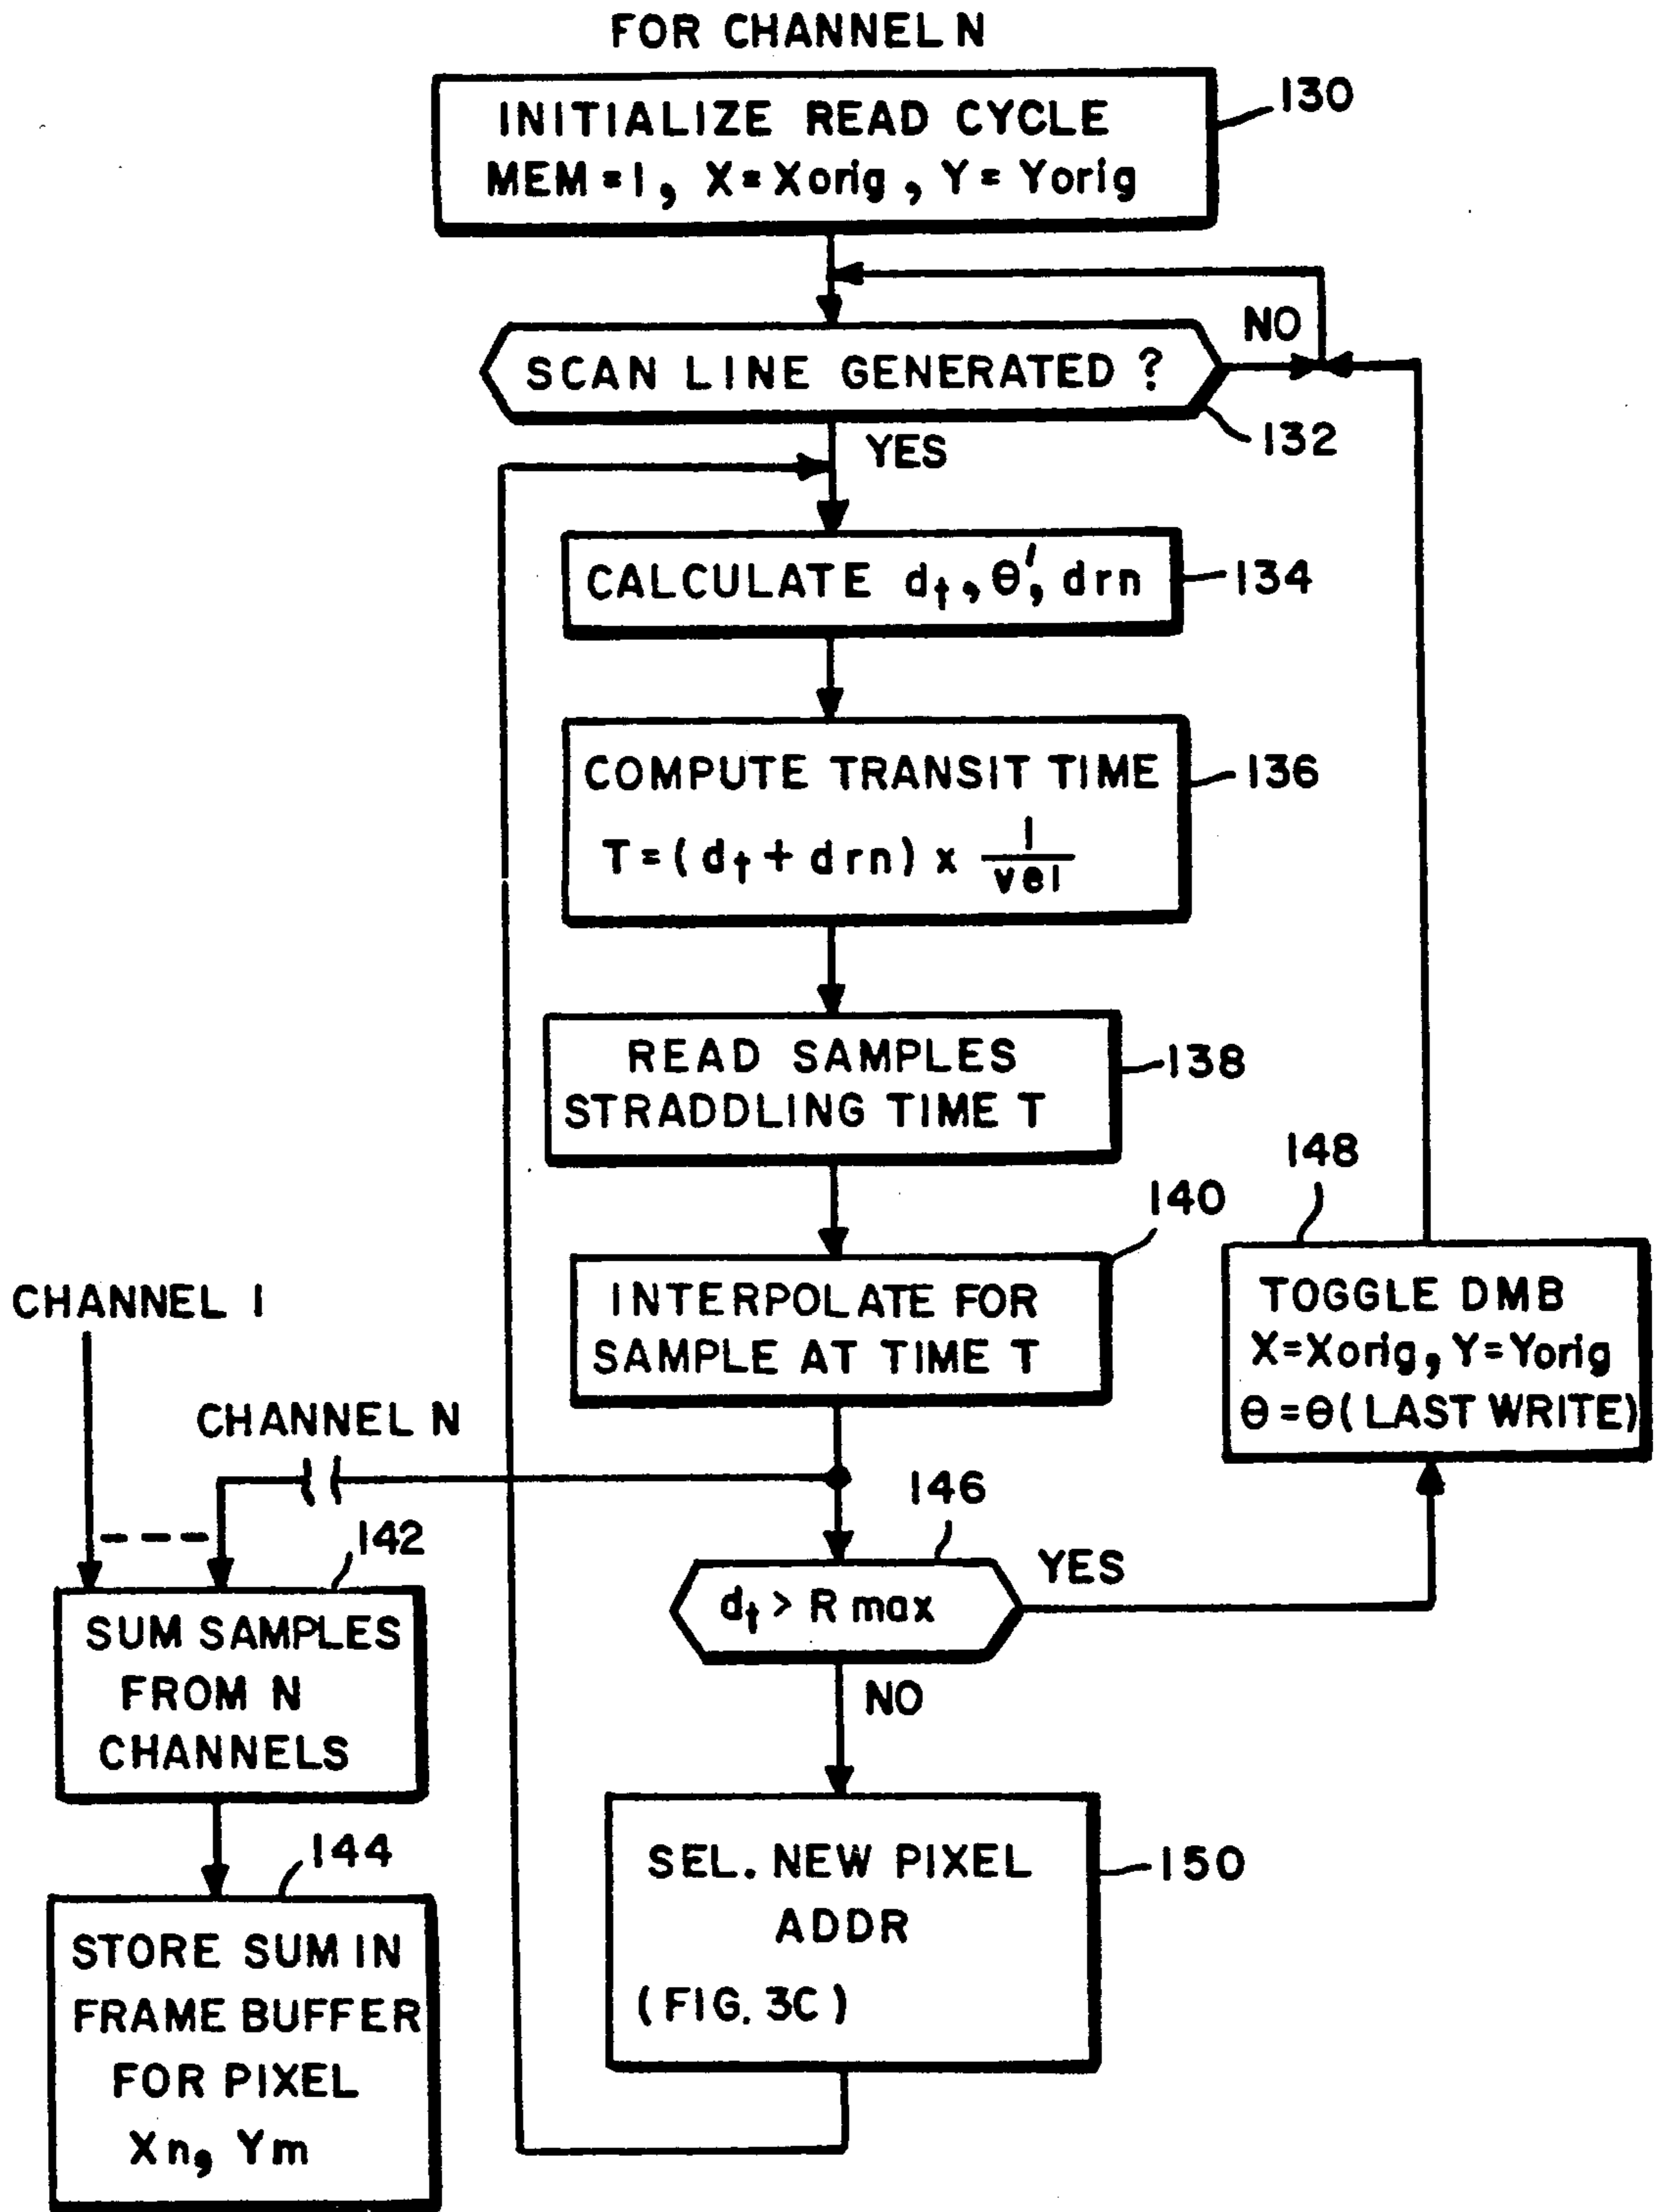 FOR CHANNEL N
INITIALIZE READ CYCLE
MEM = 1, X = Xorig, Y = Yorig
130
NO
SCAN LINE GENERATED ?
132
YES
CALCULATE dt, θ', drn
134
COMPUTE TRANSIT TIME
T = (dt + drn) x 1/vel
136
READ SAMPLES
STRADDLING TIME T
138
140
INTERPOLATE FOR
SAMPLE AT TIME T
148
TOGGLE DMB
X=Xorig, Y=Yorig
θ = θ (LAST WRITE)
CHANNEL 1
CHANNEL N
146
dt > R max
YES
NO
142
SUM SAMPLES
FROM N
CHANNELS
144
STORE SUM IN
FRAME BUFFER
FOR PIXEL
Xn, Ym
SEL. NEW PIXEL
ADDR
(FIG. 3C)
150